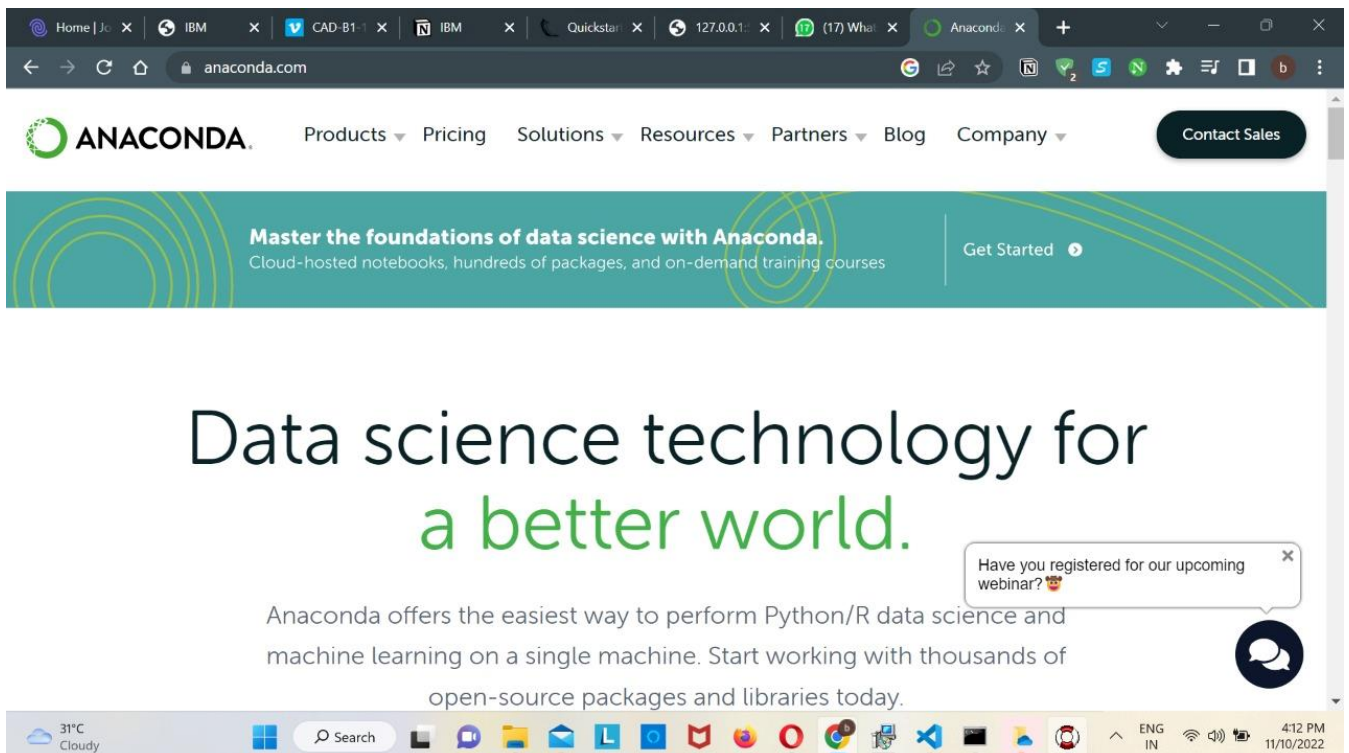 Home | Jo
IBM
CAD-B1-1
IBM
Quickstar
127.0.0.1:
(17) What
Anaconda
anaconda.com
ANACONDA.
Products
Pricing
Solutions
Resources
Partners
Blog
Company
Contact Sales
Master the foundations of data science with Anaconda.
Cloud-hosted notebooks, hundreds of packages, and on-demand training courses
Get Started
Data science technology for
a better world.
Have you registered for our upcoming
webinar?
Anaconda offers the easiest way to perform Python/R data science and
machine learning on a single machine. Start working with thousands of
open-source packages and libraries today.
31°C
Cloudy
Search
ENG
IN
4:12 PM
11/10/2022